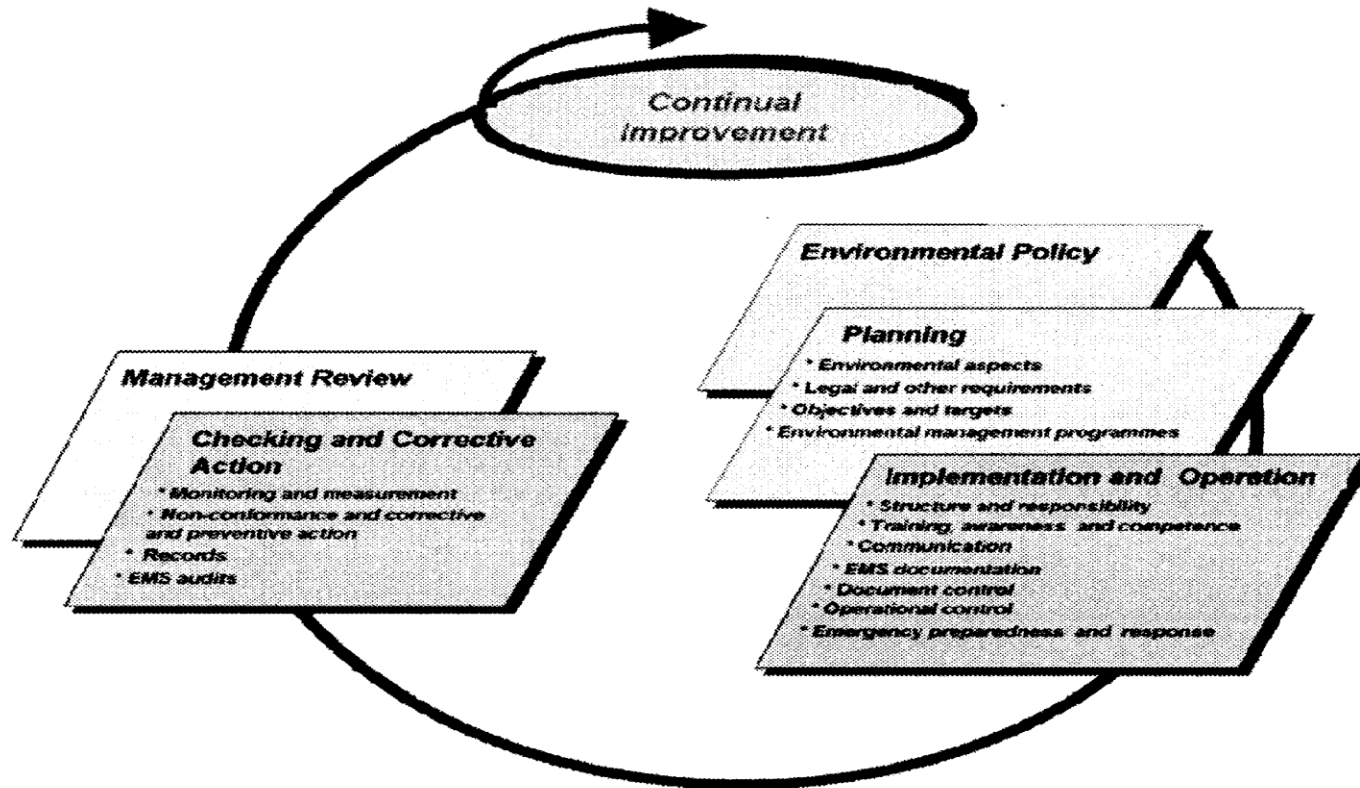 Continual
Improvement
Environmental Policy
Planning
* Environmental aspects
* Legal and other requirements
* Objectives and targets
* Environmental management programmes
Implementation and Operation
* Structure and responsibility
* Training, awareness and competence
* Communication
* EMS documentation
* Document control
* Operational control
* Emergency preparedness and response
Management Review
Checking and Corrective
Action
* Monitoring and measurement
* Non-conformance and corrective
and preventive action
* Records
* EMS audits